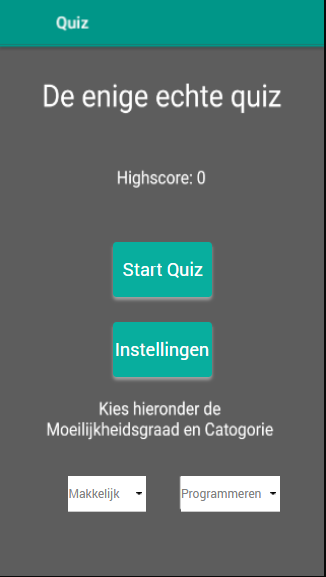 Quiz
De enige echte quiz
Highscore: 0
Start Quiz
Instellingen
Kies hieronder de
Moeilijkheidsgraad en Catogorie
Makkelijk
Programmeren